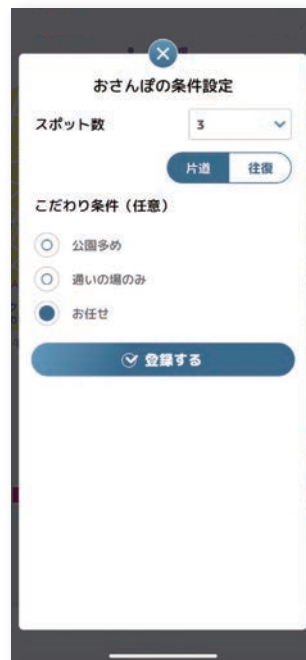 おさんぽの条件設定
スポット数 3
片道 往復
こだわり条件（任意）
公園多め
通いの場のみ
お任せ
登録する